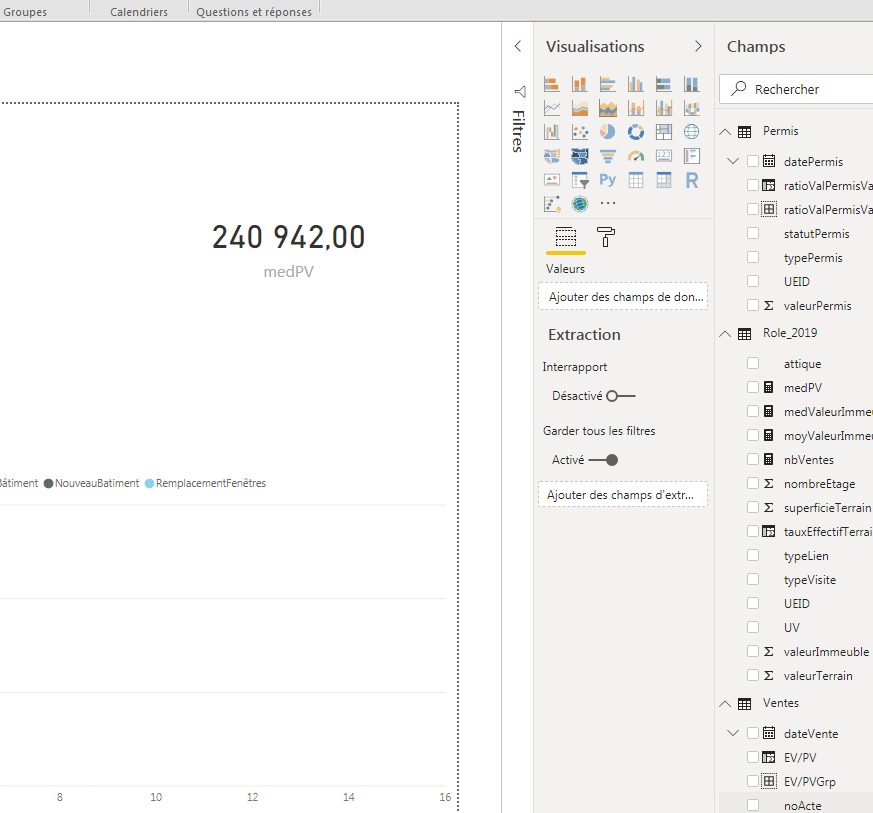 Groupes
Calendriers
Questions et réponses
240 942,00
medPV
Bâtiment
NouveauBatiment
RemplacementFenêtres
8
10
12
14
16
Filtres
Visualisations
123
Py
R
Valeurs
Ajouter des champs de don...
Extraction
Interrapport
Désactivé
Garder tous les filtres
Activé
Ajouter des champs d'extr...
Champs
Rechercher
Permis
datePermis
ratioValPermisVa
ratioValPermisVa
statutPermis
typePermis
UEID
Σ valeurPermis
Role_2019
attique
medPV
medValeurImmeu
moyValeurImmeu
nbVentes
Σ nombreEtage
Σ superficieTerrain
tauxEffectifTerrai
typeLien
typeVisite
UEID
UV
Σ valeurImmeuble
Σ valeurTerrain
Ventes
dateVente
EV/PV
EV/PVGrp
noActe